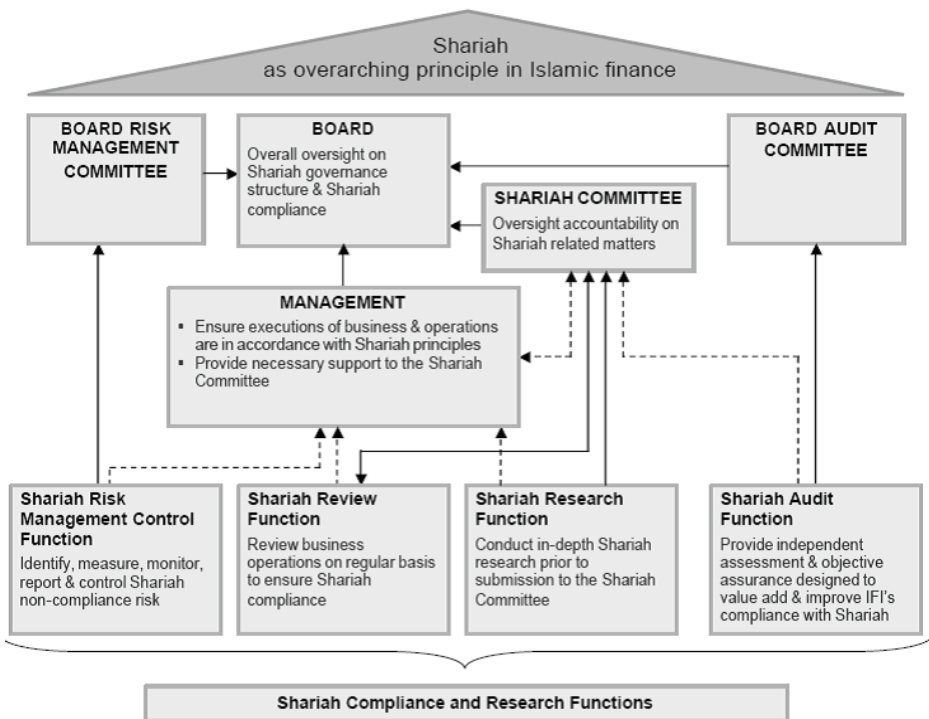 Shariah
as overarching principle in Islamic finance
BOARD RISK
MANAGEMENT
COMMITTEE
BOARD
Overall oversight on
Shariah governance
structure & Shariah
compliance
BOARD AUDIT
COMMITTEE
SHARIAH COMMITTEE
Oversight accountability on
Shariah related matters
MANAGEMENT
▪ Ensure executions of business & operations
are in accordance with Shariah principles
▪ Provide necessary support to the Shariah
Committee
Shariah Risk
Management Control
Function
Identify, measure, monitor,
report & control Shariah
non-compliance risk
Shariah Review
Function
Review business
operations on regular basis
to ensure Shariah
compliance
Shariah Research
Function
Conduct in-depth Shariah
research prior to
submission to the Shariah
Committee
Shariah Audit
Function
Provide independent
assessment & objective
assurance designed to
value add & improve IFI's
compliance with Shariah
Shariah Compliance and Research Functions